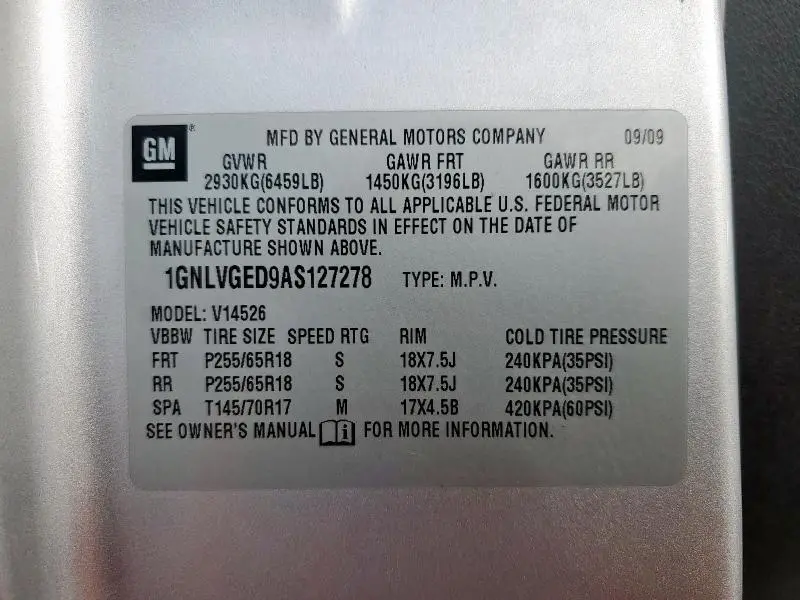 GM ® MFD BY GENERAL MOTORS COMPANY 09/09
GVWR GAWR FRT GAWR RR
2930KG(6459LB) 1450KG(3196LB) 1600KG(3527LB)
THIS VEHICLE CONFORMS TO ALL APPLICABLE U.S. FEDERAL MOTOR
VEHICLE SAFETY STANDARDS IN EFFECT ON THE DATE OF
MANUFACTURE SHOWN ABOVE.
1GNLVGED9AS127278 TYPE: M.P.V.
MODEL: V14526
VBBW TIRE SIZE SPEED RTG RIM COLD TIRE PRESSURE
FRT P255/65R18 S 18X7.5J 240KPA(35PSI)
RR P255/65R18 S 18X7.5J 240KPA(35PSI)
SPA T145/70R17 M 17X4.5B 420KPA(60PSI)
SEE OWNER'S MANUAL i FOR MORE INFORMATION.